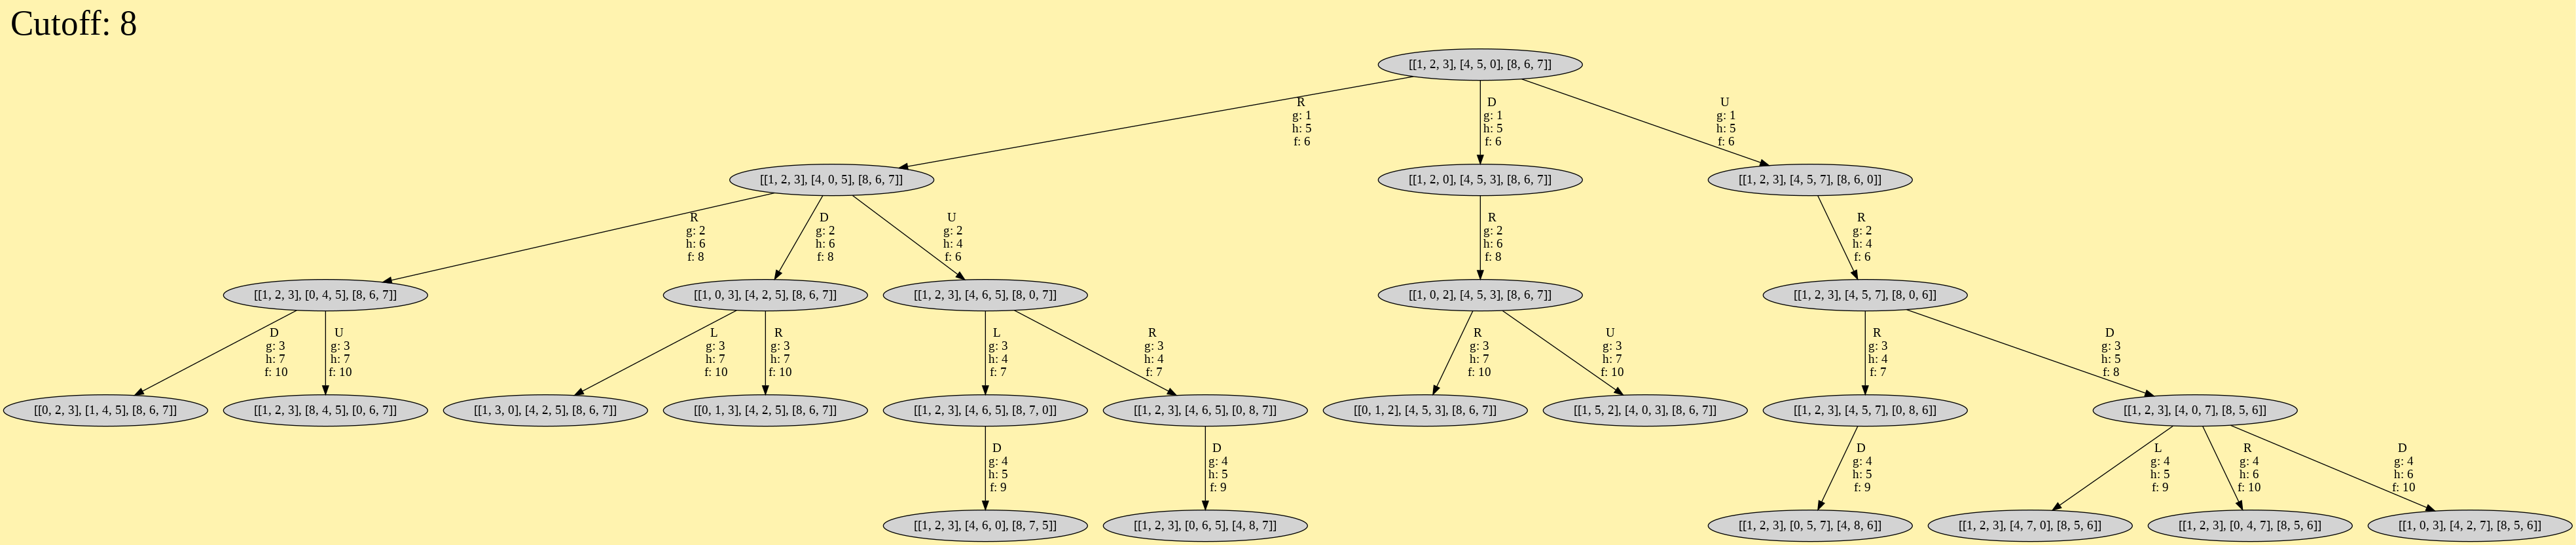 Cutoff: 8
[[1, 2, 3], [4, 5, 0], [8, 6, 7]]
R
g: 1
h: 5
f: 6
D
g: 1
h: 5
f: 6
U
g: 1
h: 5
f: 6
[[1, 2, 3], [4, 0, 5], [8, 6, 7]]
[[1, 2, 0], [4, 5, 3], [8, 6, 7]]
[[1, 2, 3], [4, 5, 7], [8, 6, 0]]
R
g: 2
h: 6
f: 8
D
g: 2
h: 6
f: 8
U
g: 2
h: 4
f: 6
R
g: 2
h: 6
f: 8
R
g: 2
h: 4
f: 6
[[1, 2, 3], [0, 4, 5], [8, 6, 7]]
[[1, 0, 3], [4, 2, 5], [8, 6, 7]]
[[1, 2, 3], [4, 6, 5], [8, 0, 7]]
[[1, 0, 2], [4, 5, 3], [8, 6, 7]]
[[1, 2, 3], [4, 5, 7], [8, 0, 6]]
D
g: 3
h: 7
f: 10
U
g: 3
h: 7
f: 10
L
g: 3
h: 7
f: 10
R
g: 3
h: 7
f: 10
L
g: 3
h: 4
f: 7
R
g: 3
h: 4
f: 7
R
g: 3
h: 7
f: 10
U
g: 3
h: 7
f: 10
R
g: 3
h: 4
f: 7
D
g: 3
h: 5
f: 8
[[0, 2, 3], [1, 4, 5], [8, 6, 7]]
[[1, 2, 3], [8, 4, 5], [0, 6, 7]]
[[1, 3, 0], [4, 2, 5], [8, 6, 7]]
[[0, 1, 3], [4, 2, 5], [8, 6, 7]]
[[1, 2, 3], [4, 6, 5], [8, 7, 0]]
[[1, 2, 3], [4, 6, 5], [0, 8, 7]]
[[0, 1, 2], [4, 5, 3], [8, 6, 7]]
[[1, 5, 2], [4, 0, 3], [8, 6, 7]]
[[1, 2, 3], [4, 5, 7], [0, 8, 6]]
[[1, 2, 3], [4, 0, 7], [8, 5, 6]]
D
g: 4
h: 5
f: 9
D
g: 4
h: 5
f: 9
D
g: 4
h: 5
f: 9
L
g: 4
h: 5
f: 9
R
g: 4
h: 6
f: 10
D
g: 4
h: 6
f: 10
[[1, 2, 3], [4, 6, 0], [8, 7, 5]]
[[1, 2, 3], [0, 6, 5], [4, 8, 7]]
[[1, 2, 3], [0, 5, 7], [4, 8, 6]]
[[1, 2, 3], [4, 7, 0], [8, 5, 6]]
[[1, 2, 3], [0, 4, 7], [8, 5, 6]]
[[1, 0, 3], [4, 2, 7], [8, 5, 6]]